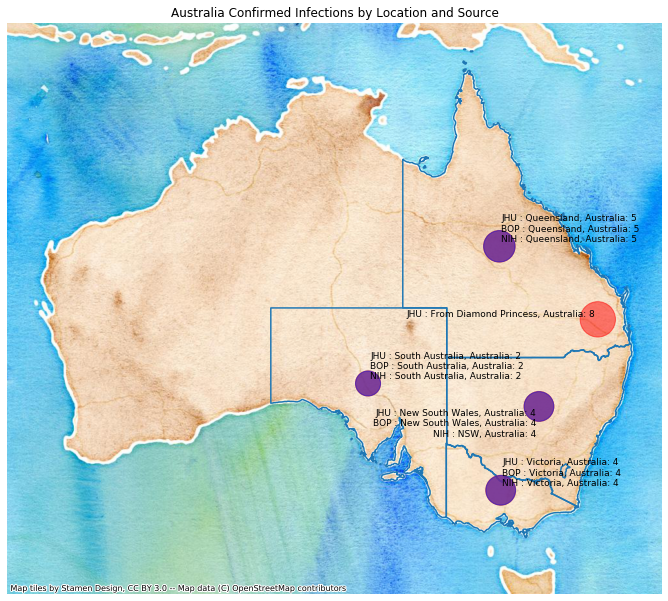 Australia Confirmed Infections by Location and Source
JHU : Queensland, Australia: 5
BOP : Queensland, Australia: 5
NIH : Queensland, Australia: 5
JHU : From Diamond Princess, Australia: 8
JHU : South Australia, Australia: 2
BOP : South Australia, Australia: 2
NIH : South Australia, Australia: 2
JHU : New South Wales, Australia: 4
BOP : New South Wales, Australia: 4
NIH : NSW, Australia: 4
JHU : Victoria, Australia: 4
BOP : Victoria, Australia: 4
NIH : Victoria, Australia: 4
Map tiles by Stamen Design, CC BY 3.0 -- Map data (C) OpenStreetMap contributors